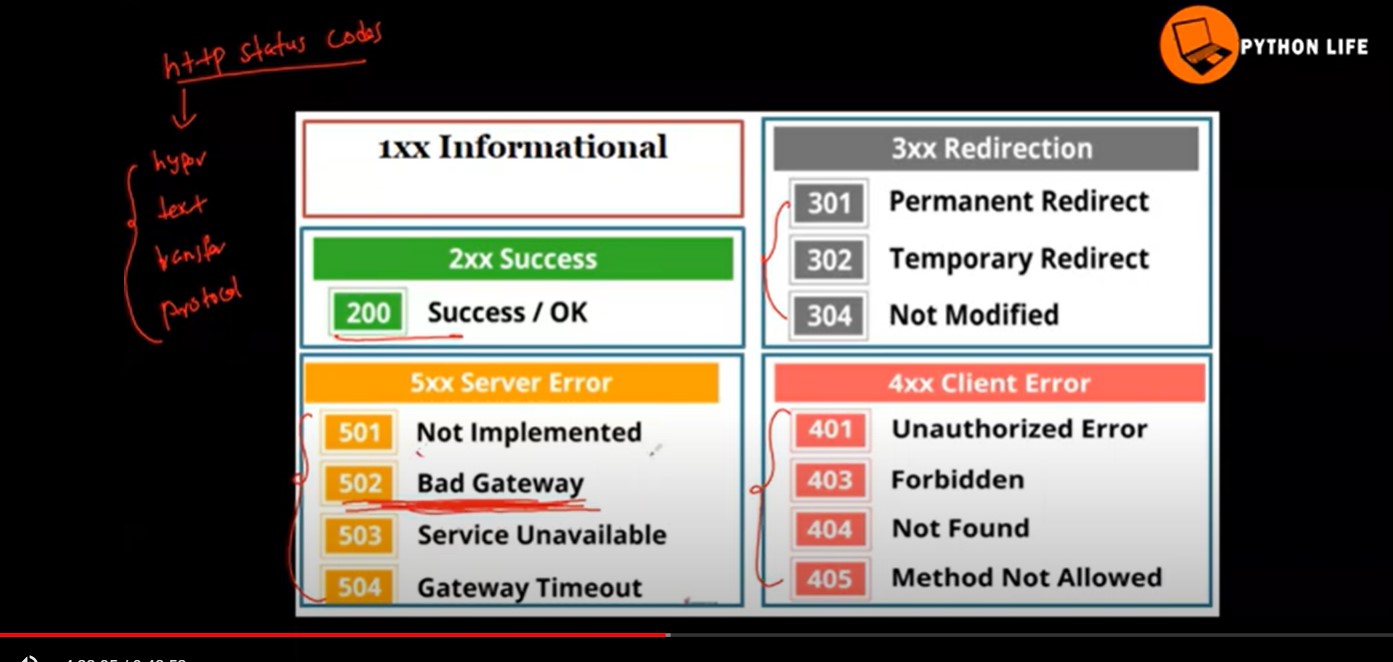 http status codes
hyper
text
transfer
protocol
PYTHON LIFE
1xx Informational
2xx Success
200 Success / OK
3xx Redirection
301 Permanent Redirect
302 Temporary Redirect
304 Not Modified
5xx Server Error
501 Not Implemented
502 Bad Gateway
503 Service Unavailable
504 Gateway Timeout
4xx Client Error
401 Unauthorized Error
403 Forbidden
404 Not Found
405 Method Not Allowed